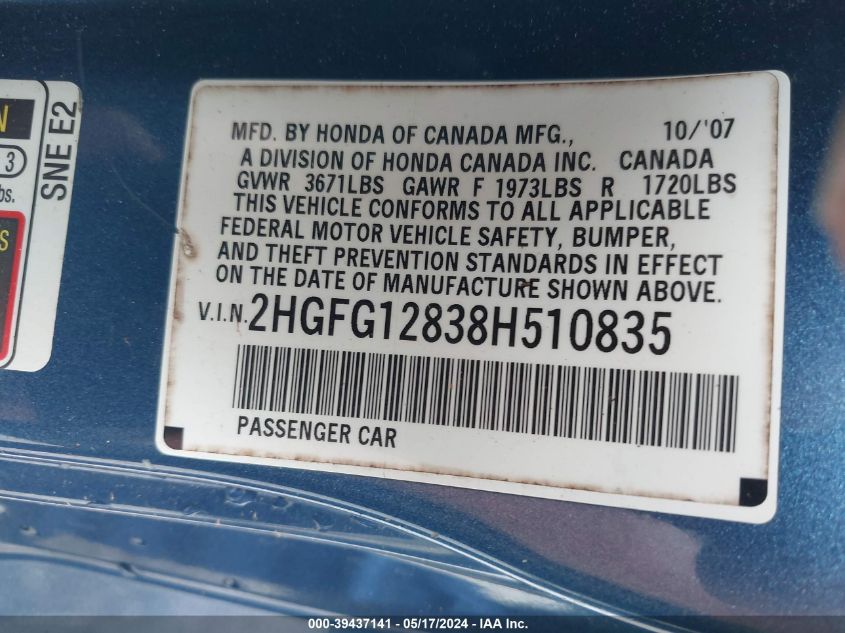 N
3
bs.
S
SNE E2
MFD. BY HONDA OF CANADA MFG., 10/'07
A DIVISION OF HONDA CANADA INC. CANADA
GVWR 3671LBS GAWR F 1973LBS R 1720LBS
THIS VEHICLE CONFORMS TO ALL APPLICABLE
FEDERAL MOTOR VEHICLE SAFETY, BUMPER,
AND THEFT PREVENTION STANDARDS IN EFFECT
ON THE DATE OF MANUFACTURE SHOWN ABOVE.
V.I.N. 2HGFG12838H510835
PASSENGER CAR
000-39437141 - 05/17/2024 - IAA Inc.